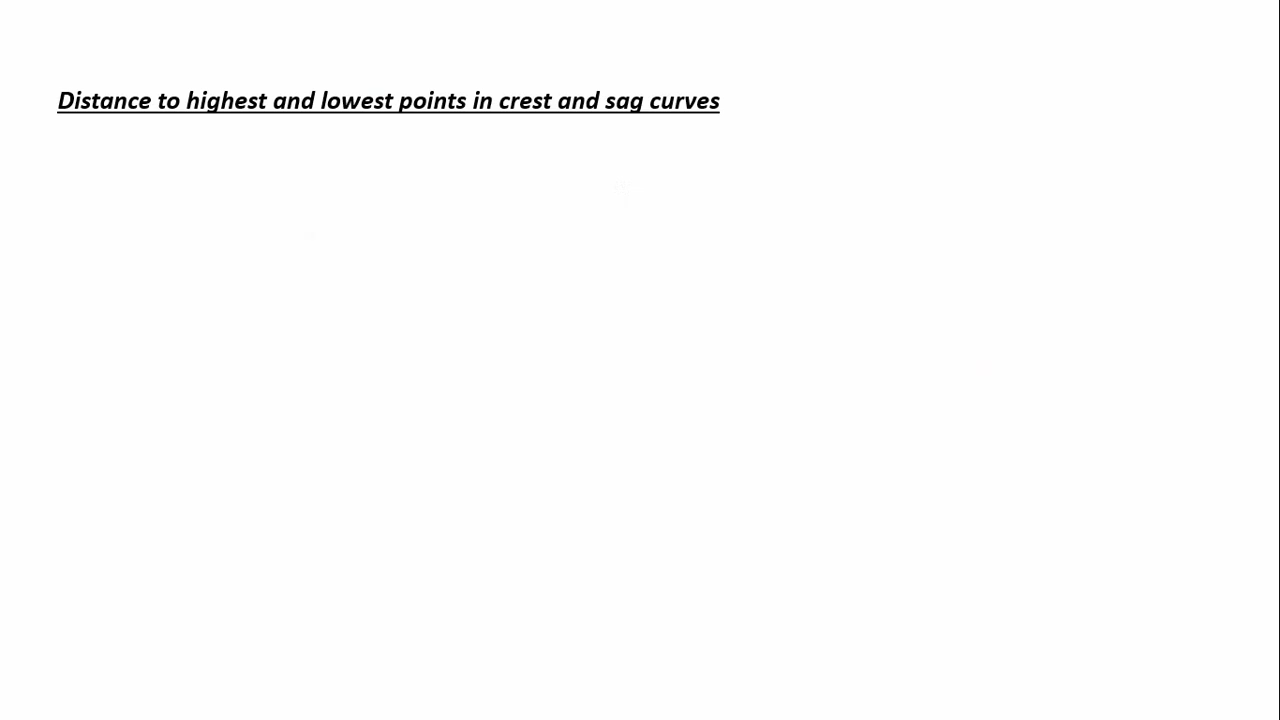 Distance to highest and lowest points in crest and sag curves